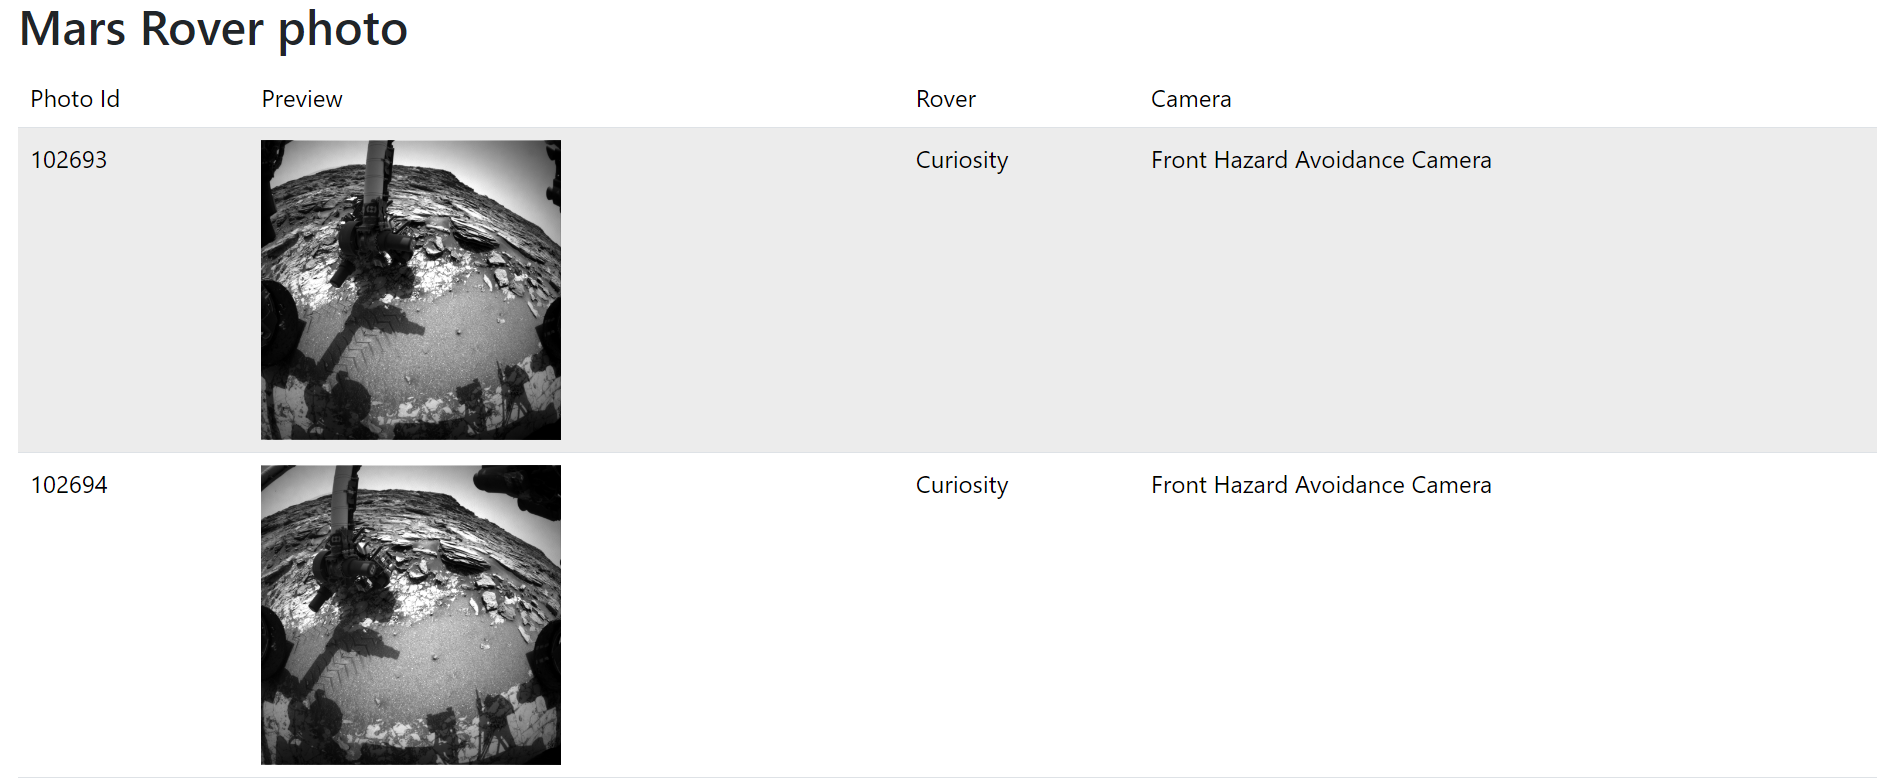 Mars Rover photo
Photo Id Preview Rover Camera
102693 Curiosity Front Hazard Avoidance Camera
102694 Curiosity Front Hazard Avoidance Camera